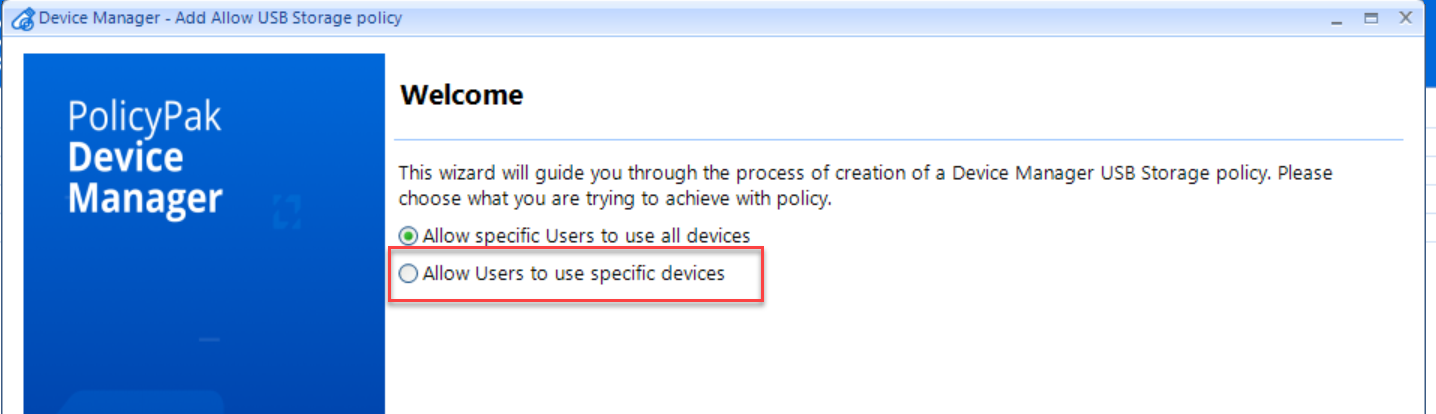 Device Manager - Add Allow USB Storage policy
PolicyPak
Device
Manager
Welcome
This wizard will guide you through the process of creation of a Device Manager USB Storage policy. Please
choose what you are trying to achieve with policy.
Allow specific Users to use all devices
Allow Users to use specific devices